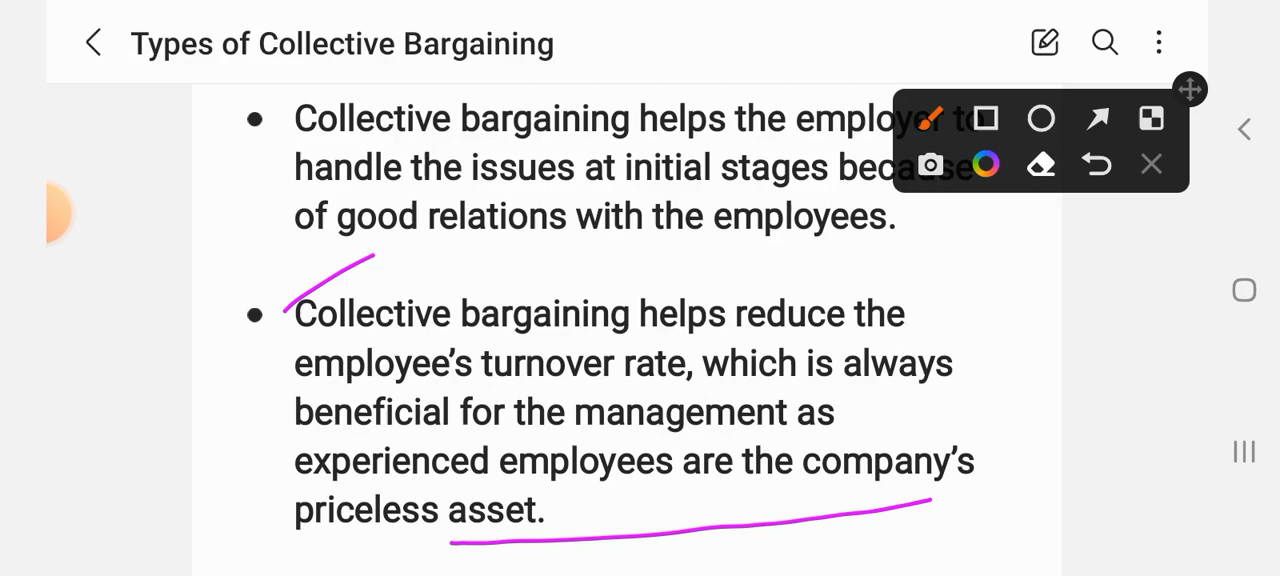 Types of Collective Bargaining
Collective bargaining helps the employer to
handle the issues at initial stages because
of good relations with the employees.
Collective bargaining helps reduce the
employee’s turnover rate, which is always
beneficial for the management as
experienced employees are the company’s
priceless asset.